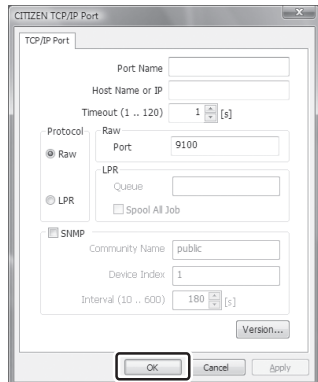 CITIZEN TCP/IP Port
TCP/IP Port
Port Name
Host Name or IP
Timeout (1 .. 120) 1 [s]
Protocol
Raw
LPR
Raw
Port 9100
LPR
Queue
Spool All Job
SNMP
Community Name public
Device Index 1
Interval (10 .. 600) 180 [s]
Version...
OK Cancel Apply